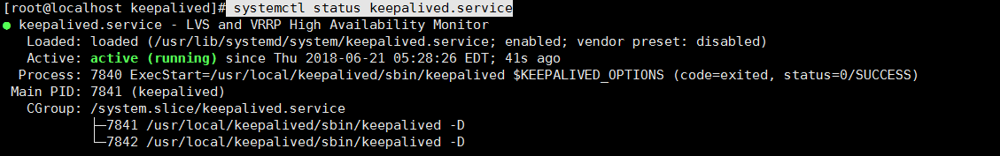 [root@localhost keepalived]# systemctl status keepalived.service
● keepalived.service - LVS and VRRP High Availability Monitor
   Loaded: loaded (/usr/lib/systemd/system/keepalived.service; enabled; vendor preset: disabled)
   Active: active (running) since Thu 2018-06-21 05:28:26 EDT; 41s ago
  Process: 7840 ExecStart=/usr/local/keepalived/sbin/keepalived $KEEPALIVED_OPTIONS (code=exited, status=0/SUCCESS)
 Main PID: 7841 (keepalived)
   CGroup: /system.slice/keepalived.service
           ├─7841 /usr/local/keepalived/sbin/keepalived -D
           └─7842 /usr/local/keepalived/sbin/keepalived -D